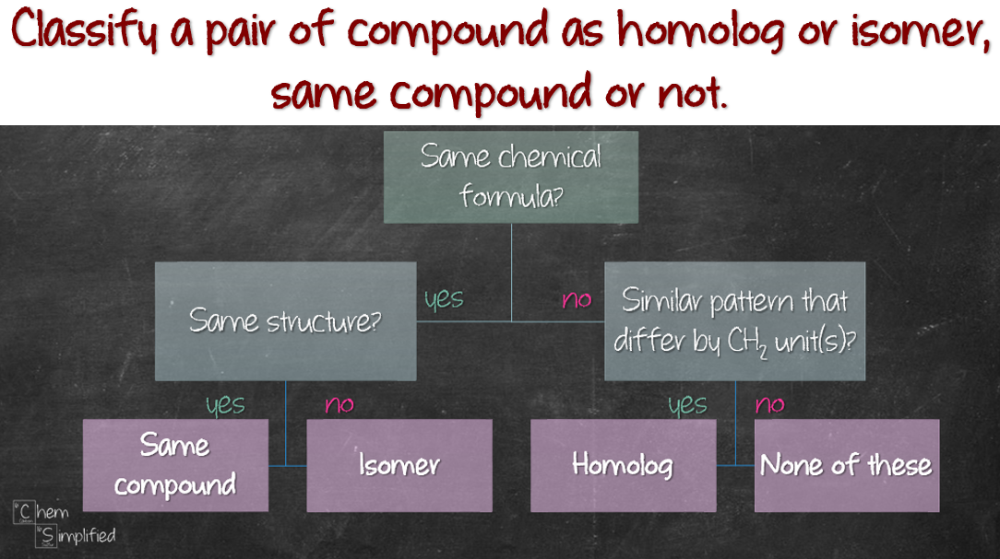 Classify a pair of compound as homolog or isomer,
same compound or not.
Same chemical
formula?
yes
no
Same structure?
Similar pattern that
differ by CH₂ unit(s)?
yes
no
yes
no
Same
compound
Isomer
Homolog
None of these
Chem
Simplified